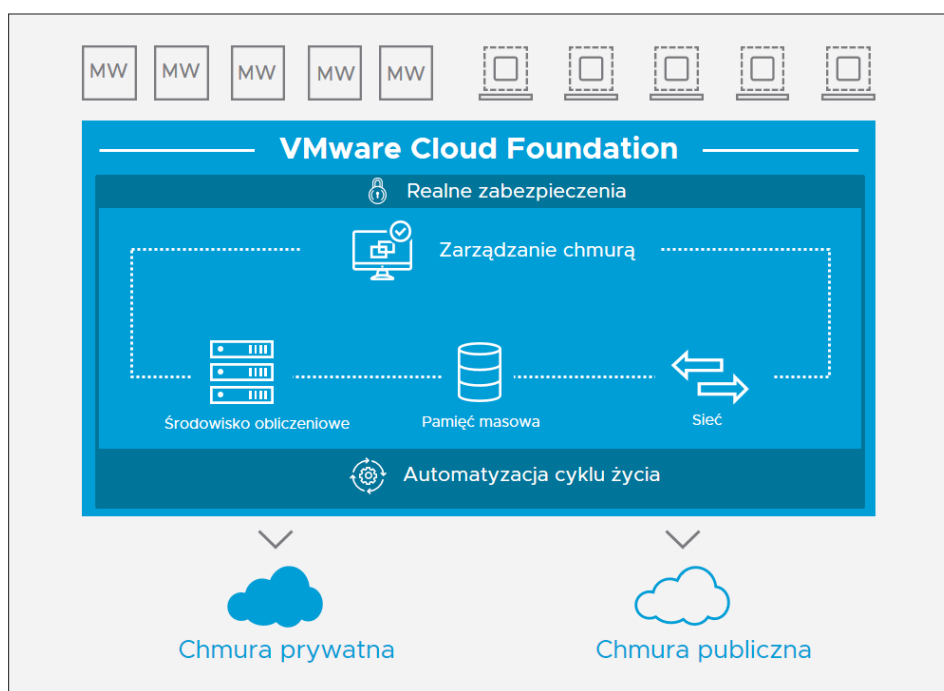 MW MW MW MW MW
VMware Cloud Foundation
Realne zabezpieczenia
Zarządzanie chmurą
Środowisko obliczeniowe Pamięć masowa Sieć
Automatyzacja cyklu życia
Chmura prywatna Chmura publiczna